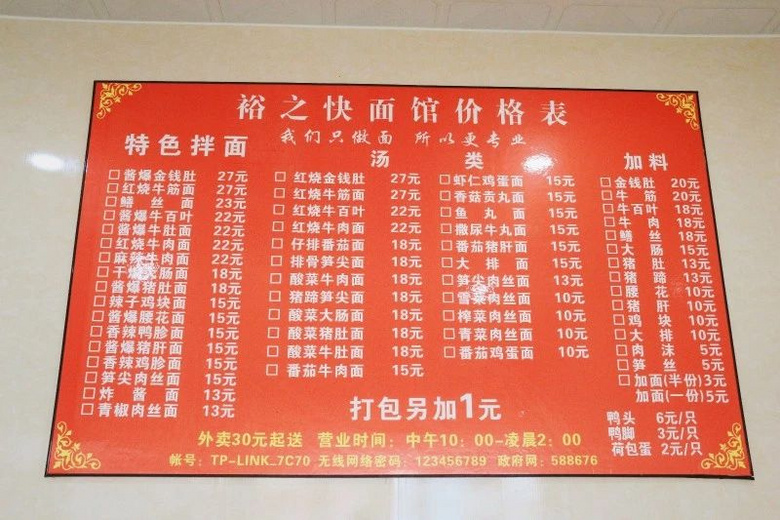 裕之快面馆价格表
我们只做面 所以更专业
特色拌面
酱爆金钱肚 27元
红烧牛筋面 27元
鳝丝面 23元
酱爆牛百叶 22元
酱爆牛肚面 22元
红烧牛肉面 22元
麻辣牛肉面 22元
干爆大肠面 18元
酱爆猪肚面 18元
辣子鸡块面 15元
酱爆腰花面 15元
香辣鸭胗面 15元
酱爆猪肝面 15元
香辣鸡胗面 15元
笋尖肉丝面 15元
炸酱面 13元
青椒肉丝面 13元
汤类
红烧金钱肚 27元
红烧牛筋面 27元
红烧牛百叶 22元
红烧牛肉面 22元
仔排番茄面 18元
排骨笋尖面 18元
酸菜牛肉面 18元
猪蹄笋尖面 18元
酸菜大肠面 18元
酸菜猪肚面 18元
酸菜牛肚面 18元
番茄牛肉面 15元
虾仁鸡蛋面 15元
香菇贡丸面 15元
鱼丸面 15元
撒尿牛丸面 15元
番茄猪肝面 15元
大排面 15元
笋尖肉丝面 13元
雪菜肉丝面 10元
榨菜肉丝面 10元
青菜肉丝面 10元
番茄鸡蛋面 10元
加料
金钱肚 20元
牛筋 20元
牛百叶 18元
牛肉 18元
鳝丝 18元
大肠 15元
猪肚 13元
猪蹄 13元
腰花 10元
猪肝 10元
鸡块 10元
大排 10元
肉沫 5元
笋丝 5元
加面(半份)3元
加面(一份)5元
鸭头 6元/只
鸭脚 3元/只
荷包蛋 2元/只
打包另加1元
外卖30元起送 营业时间：中午10：00-凌晨2：00
帐号：TP-LINK_7C70 无线网络密码：123456789 政府网：588676